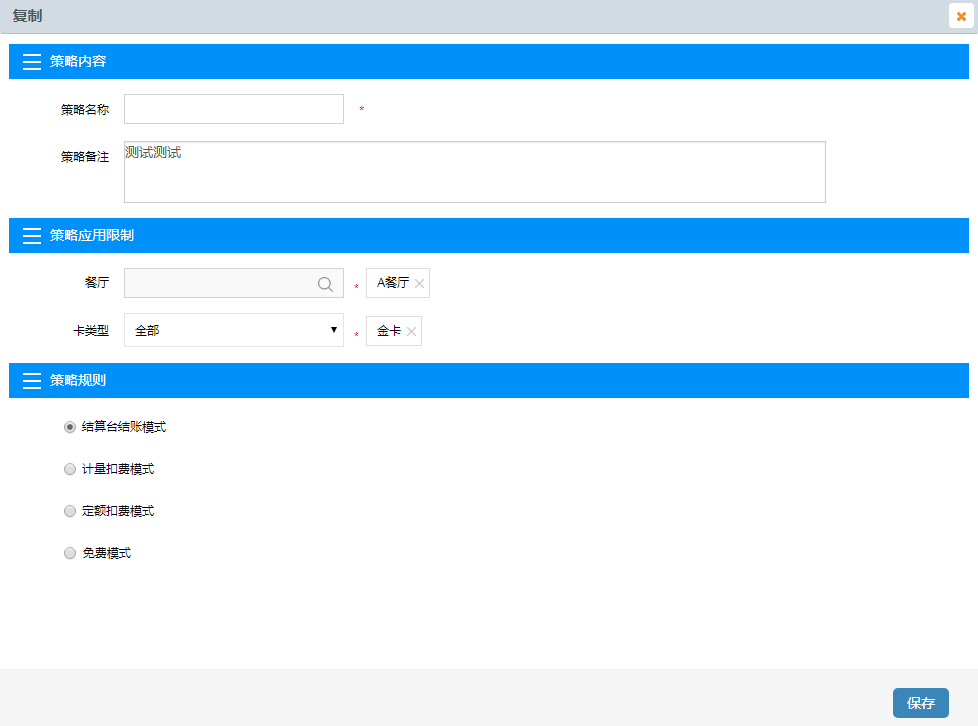 复制
策略内容
策略名称 *
策略备注 测试测试
策略应用限制
餐厅 * A餐厅
卡类型 全部 * 金卡
策略规则
结算台结账模式
计量扣费模式
定额扣费模式
免费模式
保存